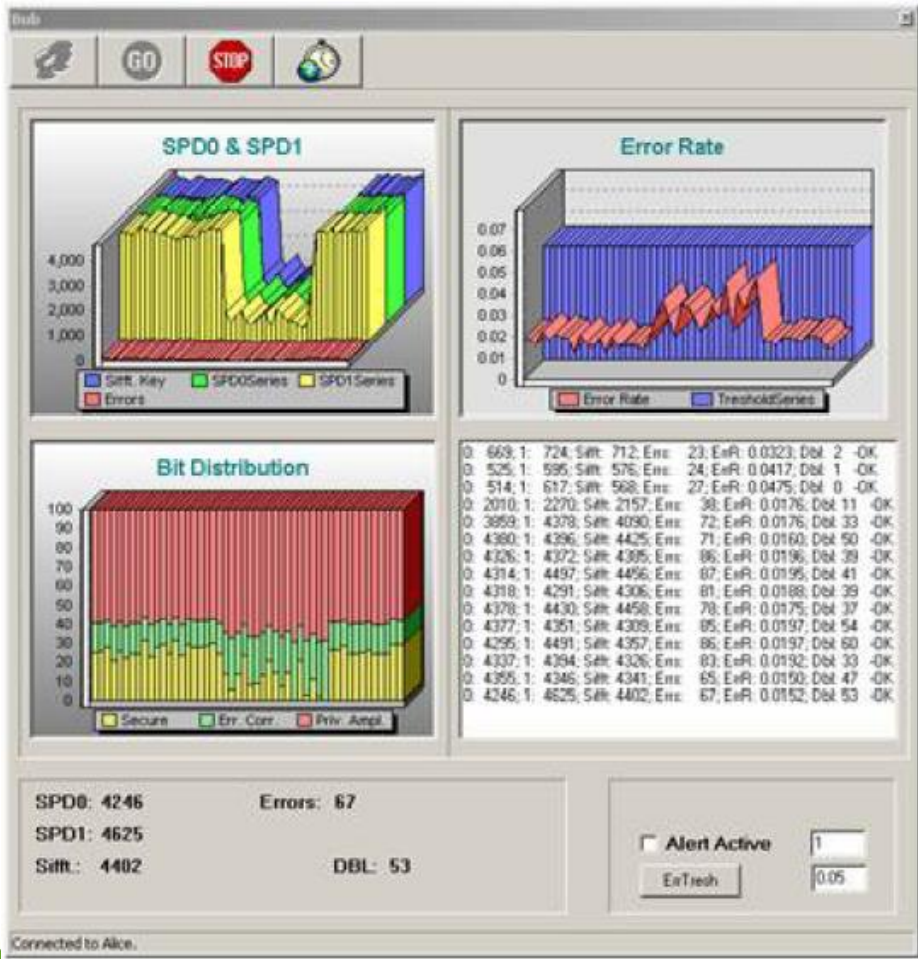 Bob
GO
STOP
SPD0 & SPD1
4,000
3,000
2,000
1,000
0
Sifft. Key
SPD0Series
SPD1Series
Errors
Error Rate
0.07
0.06
0.05
0.04
0.03
0.02
0.01
0
Error Rate
TresholdSeries
Bit Distribution
100
90
80
70
60
50
40
30
20
10
0
Secure
Err. Corr.
Priv. Ampl.
0: 669; 1: 724; Sifft: 712; Errs: 23; ErrR: 0.0323; Dbl: 2 -OK
0: 525; 1: 595; Sifft: 576; Errs: 24; ErrR: 0.0417; Dbl: 1 -OK
0: 514; 1: 617; Sifft: 568; Errs: 27; ErrR: 0.0475; Dbl: 0 -OK
0: 2010; 1: 2270; Sifft: 2157; Errs: 38; ErrR: 0.0176; Dbl: 11 -OK
0: 3859; 1: 4378; Sifft: 4090; Errs: 72; ErrR: 0.0176; Dbl: 33 -OK
0: 4380; 1: 4396; Sifft: 4425; Errs: 71; ErrR: 0.0160; Dbl: 50 -OK
0: 4326; 1: 4372; Sifft: 4385; Errs: 86; ErrR: 0.0196; Dbl: 39 -OK
0: 4314; 1: 4497; Sifft: 4456; Errs: 87; ErrR: 0.0195; Dbl: 41 -OK
0: 4318; 1: 4291; Sifft: 4306; Errs: 81; ErrR: 0.0188; Dbl: 39 -OK
0: 4378; 1: 4430; Sifft: 4458; Errs: 78; ErrR: 0.0175; Dbl: 37 -OK
0: 4377; 1: 4351; Sifft: 4309; Errs: 85; ErrR: 0.0197; Dbl: 54 -OK
0: 4295; 1: 4491; Sifft: 4357; Errs: 86; ErrR: 0.0197; Dbl: 60 -OK
0: 4337; 1: 4394; Sifft: 4326; Errs: 83; ErrR: 0.0192; Dbl: 33 -OK
0: 4355; 1: 4346; Sifft: 4341; Errs: 65; ErrR: 0.0150; Dbl: 47 -OK
0: 4246; 1: 4625; Sifft: 4402; Errs: 67; ErrR: 0.0152; Dbl: 53 -OK
SPD0: 4246 Errors: 67
SPD1: 4625
Sifft.: 4402 DBL: 53
Alert Active 1
ErrTresh 0.05
Connected to Alice.